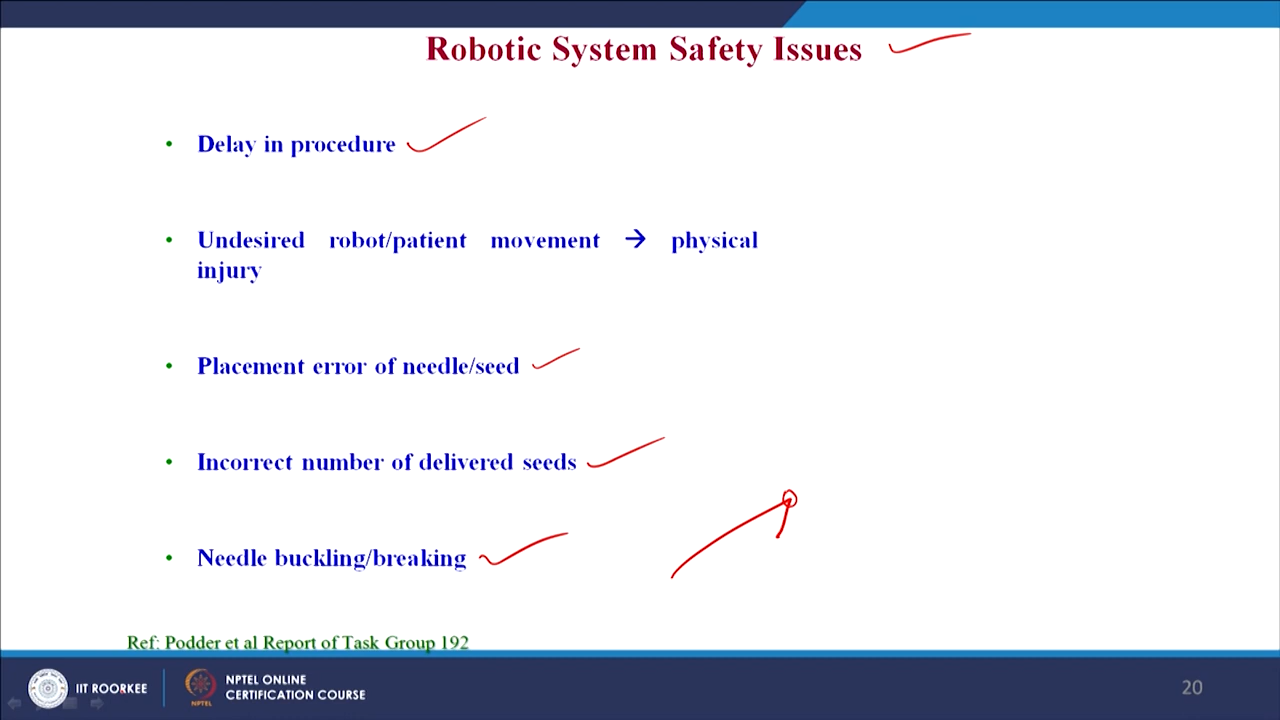 Robotic System Safety Issues
• Delay in procedure
• Undesired robot/patient movement → physical
injury
• Placement error of needle/seed
• Incorrect number of delivered seeds
• Needle buckling/breaking
Ref: Podder et al Report of Task Group 192
IIT ROORKEE
NPTEL
NPTEL ONLINE
CERTIFICATION COURSE
20